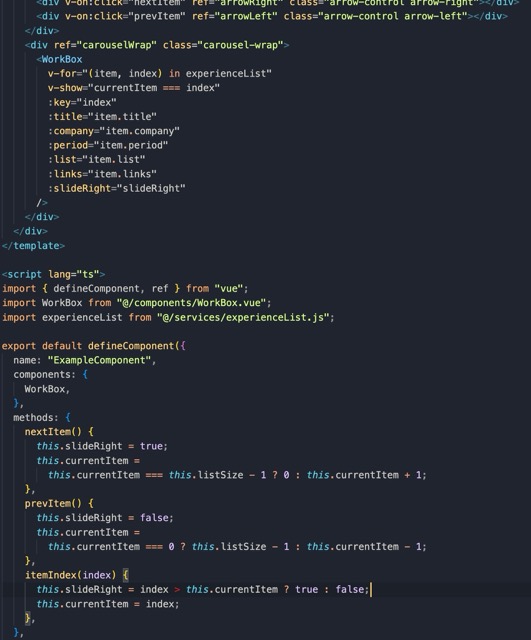 <div v-on:click="nextItem" ref="arrowRight" class="arrow-control arrow-right"></div>
<div v-on:click="prevItem" ref="arrowLeft" class="arrow-control arrow-left"></div>
</div>
<div ref="carouselWrap" class="carousel-wrap">
<WorkBox
v-for="(item, index) in experienceList"
v-show="currentItem === index"
:key="index"
:title="item.title"
:company="item.company"
:period="item.period"
:list="item.list"
:links="item.links"
:slideRight="slideRight"
/>
</div>
</div>
</template>
<script lang="ts">
import { defineComponent, ref } from "vue";
import WorkBox from "@/components/WorkBox.vue";
import experienceList from "@/services/experienceList.js";
export default defineComponent({
name: "ExampleComponent",
components: {
WorkBox,
},
methods: {
nextItem() {
this.slideRight = true;
this.currentItem =
this.currentItem === this.listSize - 1 ? 0 : this.currentItem + 1;
},
prevItem() {
this.slideRight = false;
this.currentItem =
this.currentItem === 0 ? this.listSize - 1 : this.currentItem - 1;
},
itemIndex(index) {
this.slideRight = index > this.currentItem ? true : false;
this.currentItem = index;
},
},